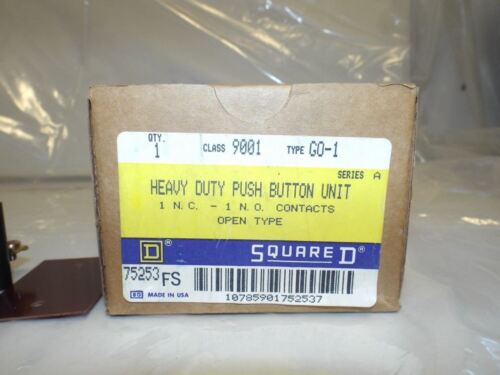 QTY.
1 CLASS 9001 TYPE GO-1
SERIES A
HEAVY DUTY PUSH BUTTON UNIT
1 N.C. - 1 N.O. CONTACTS
OPEN TYPE
D® SQUARE D®
75253 FS
MADE IN USA
10785901752537